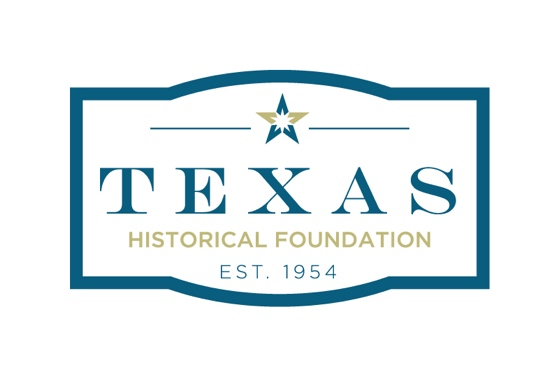 TEXAS
HISTORICAL FOUNDATION
EST. 1954